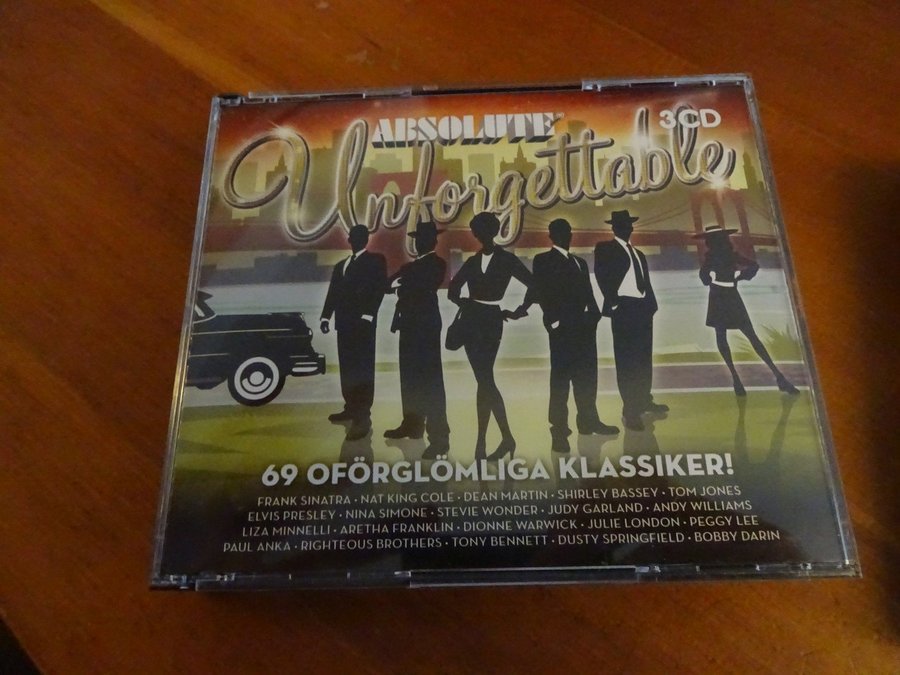 ABSOLUTE®
3CD
Unforgettable
69 OFÖRGLÖMLIGA KLASSIKER!
FRANK SINATRA · NAT KING COLE · DEAN MARTIN · SHIRLEY BASSEY · TOM JONES
ELVIS PRESLEY · NINA SIMONE · STEVIE WONDER · JUDY GARLAND · ANDY WILLIAMS
LIZA MINNELLI · ARETHA FRANKLIN · DIONNE WARWICK · JULIE LONDON · PEGGY LEE
PAUL ANKA · RIGHTEOUS BROTHERS · TONY BENNETT · DUSTY SPRINGFIELD · BOBBY DARIN